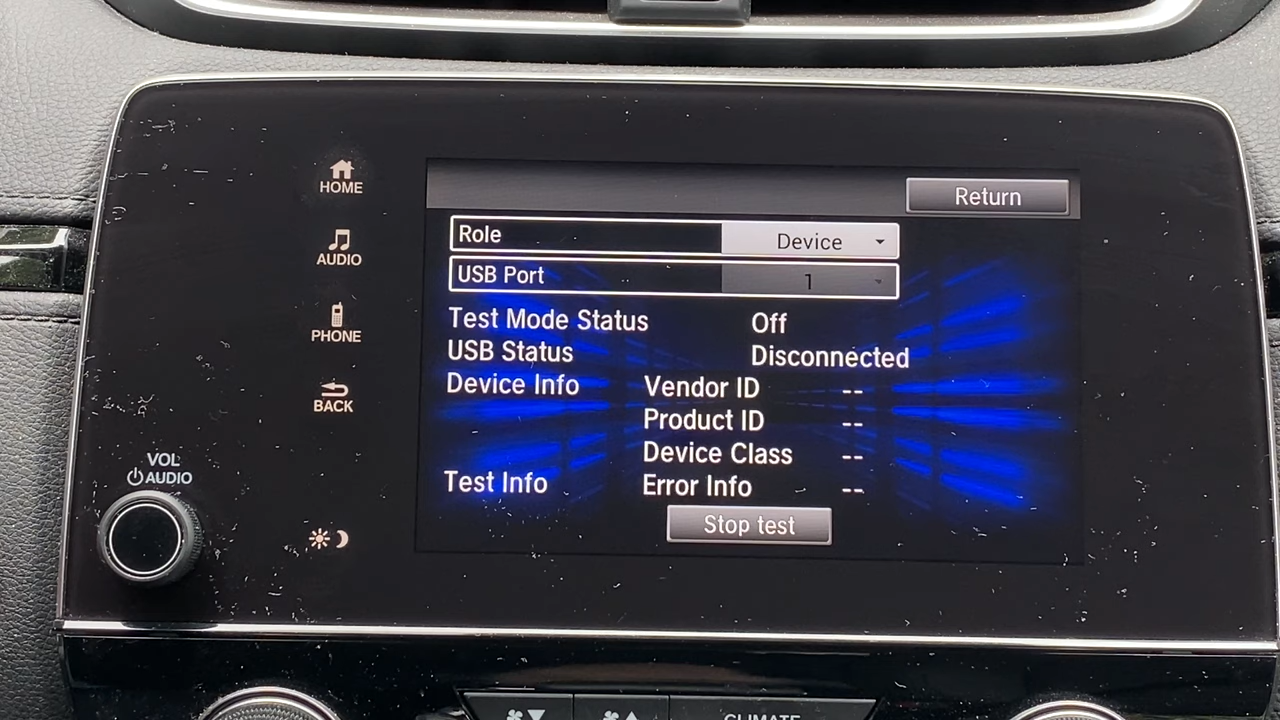 HOME
AUDIO
PHONE
BACK
VOL
AUDIO
Return
Role Device
USB Port 1
Test Mode Status Off
USB Status Disconnected
Device Info Vendor ID --
Product ID --
Device Class --
Test Info Error Info --
Stop test
CLIMATE